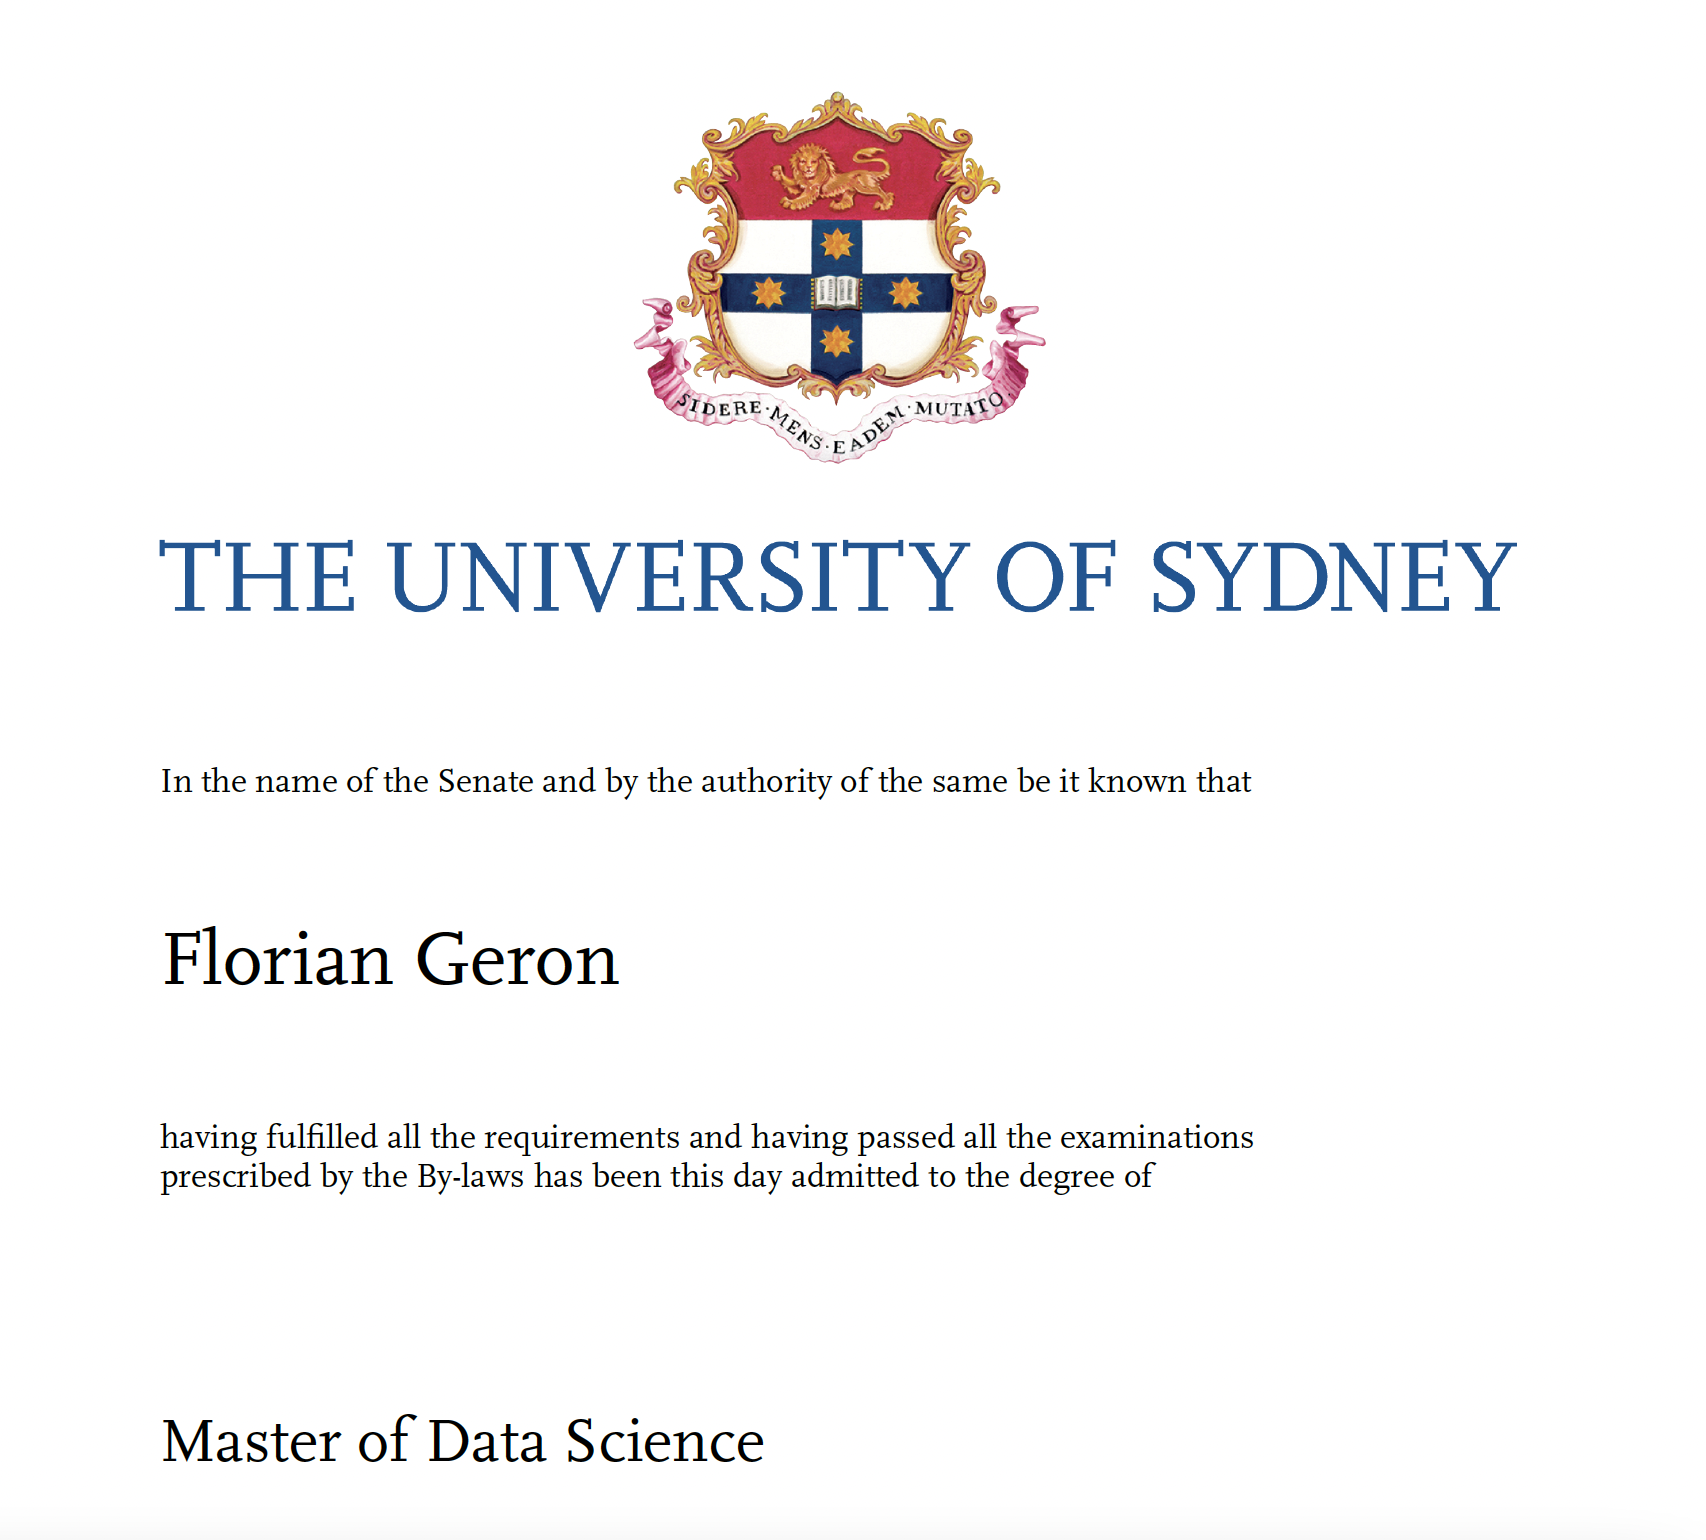 SIDERE·MENS·EADEM·MUTATO
THE UNIVERSITY OF SYDNEY
In the name of the Senate and by the authority of the same be it known that
Florian Geron
having fulfilled all the requirements and having passed all the examinations
prescribed by the By-laws has been this day admitted to the degree of
Master of Data Science